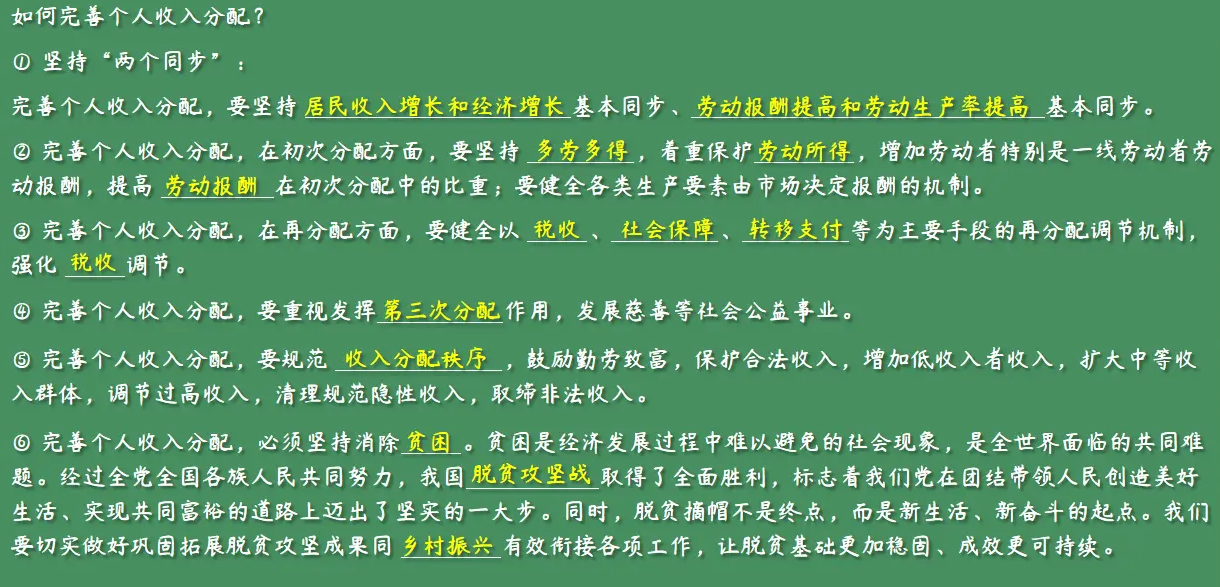 如何完善个人收入分配？
① 坚持“两个同步”：
完善个人收入分配，要坚持 居民收入增长和经济增长 基本同步、 劳动报酬提高和劳动生产率提高 基本同步。
② 完善个人收入分配，在初次分配方面，要坚持 多劳多得 ，着重保护 劳动所得 ，增加劳动者特别是一线劳动者劳
动报酬，提高 劳动报酬 在初次分配中的比重；要健全各类生产要素由市场决定报酬的机制。
③ 完善个人收入分配，在再分配方面，要健全以 税收 、 社会保障 、 转移支付 等为主要手段的再分配调节机制，
强化 税收 调节。
④ 完善个人收入分配，要重视发挥 第三次分配 作用，发展慈善等社会公益事业。
⑤ 完善个人收入分配，要规范 收入分配秩序 ，鼓励勤劳致富，保护合法收入，增加低收入者收入，扩大中等收
入群体，调节过高收入，清理规范隐性收入，取缔非法收入。
⑥ 完善个人收入分配，必须坚持消除 贫困 。贫困是经济发展过程中难以避免的社会现象，是全世界面临的共同难
题。经过全党全国各族人民共同努力，我国 脱贫攻坚战 取得了全面胜利，标志着我们党在团结带领人民创造美好
生活、实现共同富裕的道路上迈出了坚实的一大步。同时，脱贫摘帽不是终点，而是新生活、新奋斗的起点。我们
要切实做好巩固拓展脱贫攻坚成果同 乡村振兴 有效衔接各项工作，让脱贫基础更加稳固、成效更可持续。